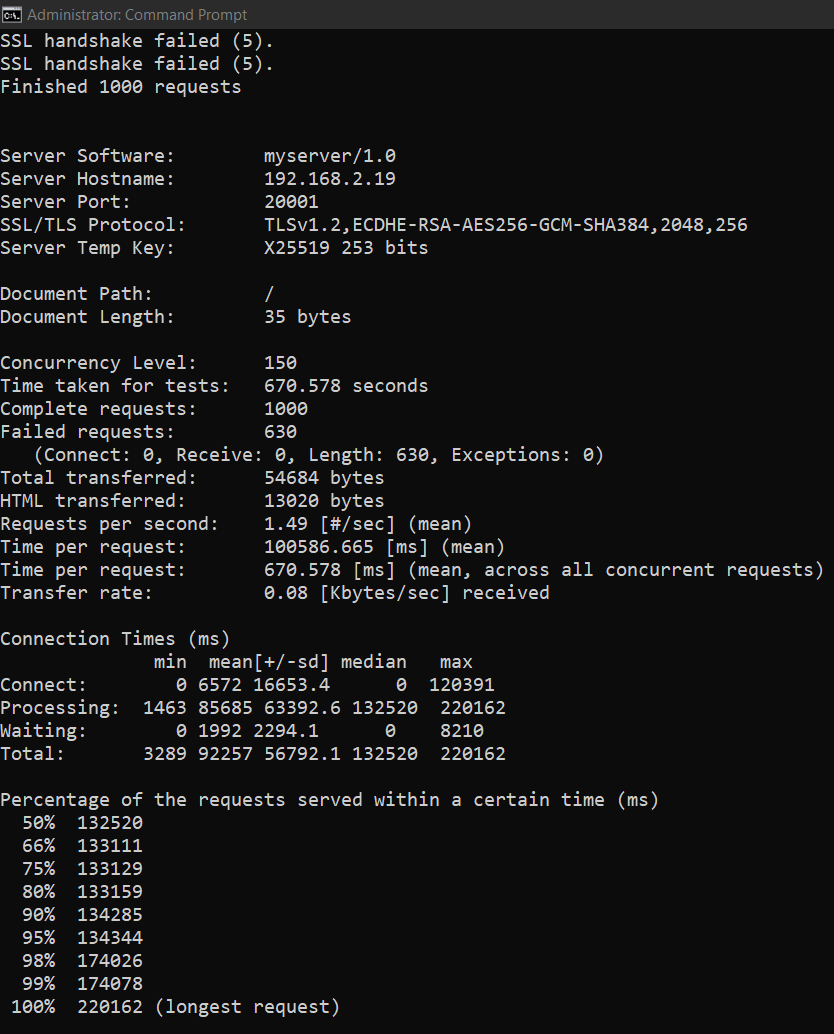 Administrator: Command Prompt
SSL handshake failed (5).
SSL handshake failed (5).
Finished 1000 requests
Server Software: myserver/1.0
Server Hostname: 192.168.2.19
Server Port: 20001
SSL/TLS Protocol: TLSv1.2,ECDHE-RSA-AES256-GCM-SHA384,2048,256
Server Temp Key: X25519 253 bits
Document Path: /
Document Length: 35 bytes
Concurrency Level: 150
Time taken for tests: 670.578 seconds
Complete requests: 1000
Failed requests: 630
(Connect: 0, Receive: 0, Length: 630, Exceptions: 0)
Total transferred: 54684 bytes
HTML transferred: 13020 bytes
Requests per second: 1.49 [#/sec] (mean)
Time per request: 100586.665 [ms] (mean)
Time per request: 670.578 [ms] (mean, across all concurrent requests)
Transfer rate: 0.08 [Kbytes/sec] received
Connection Times (ms)
min mean[+/-sd] median max
Connect: 0 6572 16653.4 0 120391
Processing: 1463 85685 63392.6 132520 220162
Waiting: 0 1992 2294.1 0 8210
Total: 3289 92257 56792.1 132520 220162
Percentage of the requests served within a certain time (ms)
50% 132520
66% 133111
75% 133129
80% 133159
90% 134285
95% 134344
98% 174026
99% 174078
100% 220162 (longest request)